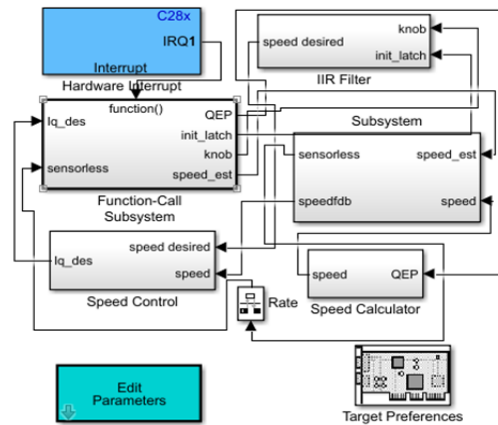 C28x
IRQ1
Interrupt
Hardware Interrupt
knob
speed desired
init_latch
IIR Filter
function()
Iq_des
QEP
init_latch
knob
sensorless
speed_est
Function-Call
Subsystem
Subsystem
sensorless
speed_est
speedfdb
speed
speed desired
Iq_des
speed
Speed Control
Rate
speed
QEP
Speed Calculator
Edit
Parameters
Target Preferences